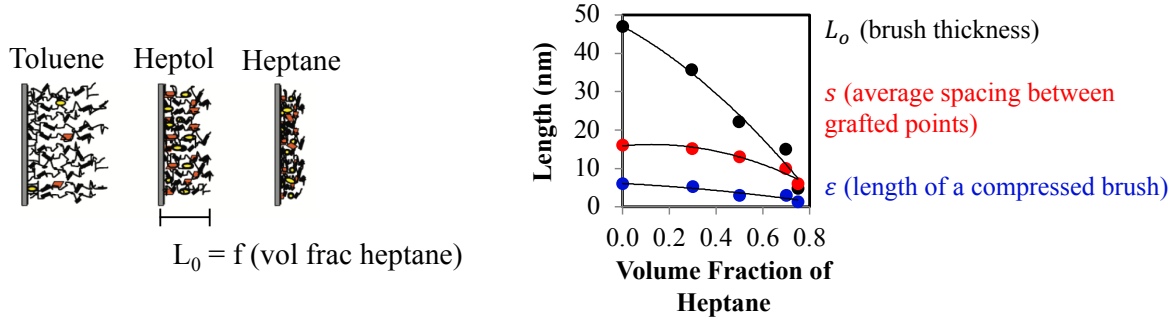 Toluene Heptol Heptane
L₀ = f (vol frac heptane)
Length (nm)
50
40
30
20
10
0
0.0 0.2 0.4 0.6 0.8
Volume Fraction of
Heptane
Lₒ (brush thickness)
s (average spacing between
grafted points)
ε (length of a compressed brush)